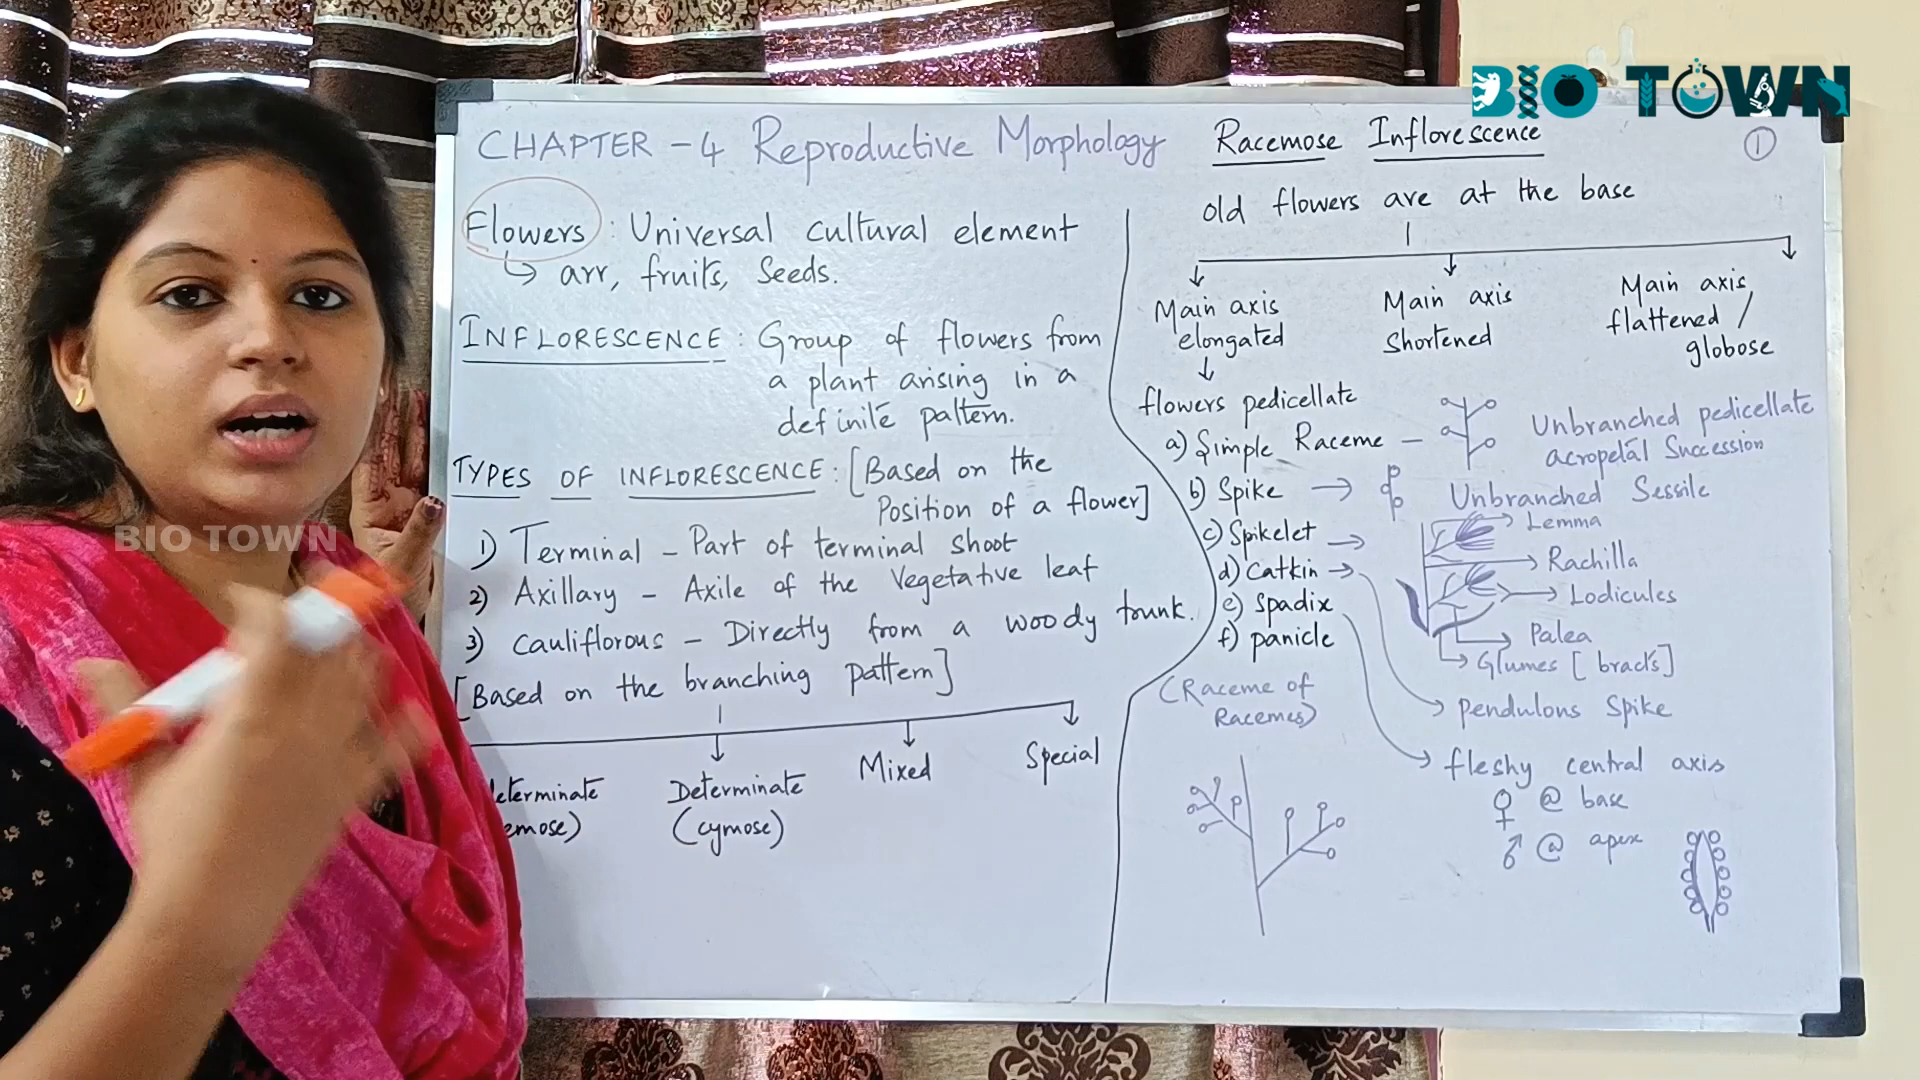 BIO TOWN
CHAPTER - 4 Reproductive Morphology
Flowers : Universal cultural element
↳ arr, fruits, Seeds.
INFLORESCENCE : Group of flowers from
a plant arising in a
definite pattern.
TYPES OF INFLORESCENCE : [Based on the
Position of a flower]
1) Terminal - Part of terminal shoot
2) Axillary - Axile of the Vegetative leaf
3) Cauliflorous - Directly from a woody trunk.
[Based on the branching pattern]
eterminate
emose)
Determinate
(cymose)
Mixed
Special
Racemose Inflorescence
1
old flowers are at the base
Main axis
elongated
Main axis
Shortened
Main axis
flattened /
globose
flowers pedicellate
a) Simple Raceme - Unbranched pedicellate
acropetal Succession
b) Spike → Unbranched Sessile
c) Spikelet →
Lemma
Rachilla
Lodicules
Palea
Glumes [bracts]
d) Catkin → pendulous Spike
e) Spadix
fleshy central axis
♀ @ base
♂ @ apex
f) panicle
(Raceme of
Racemes)
BIO TOWN